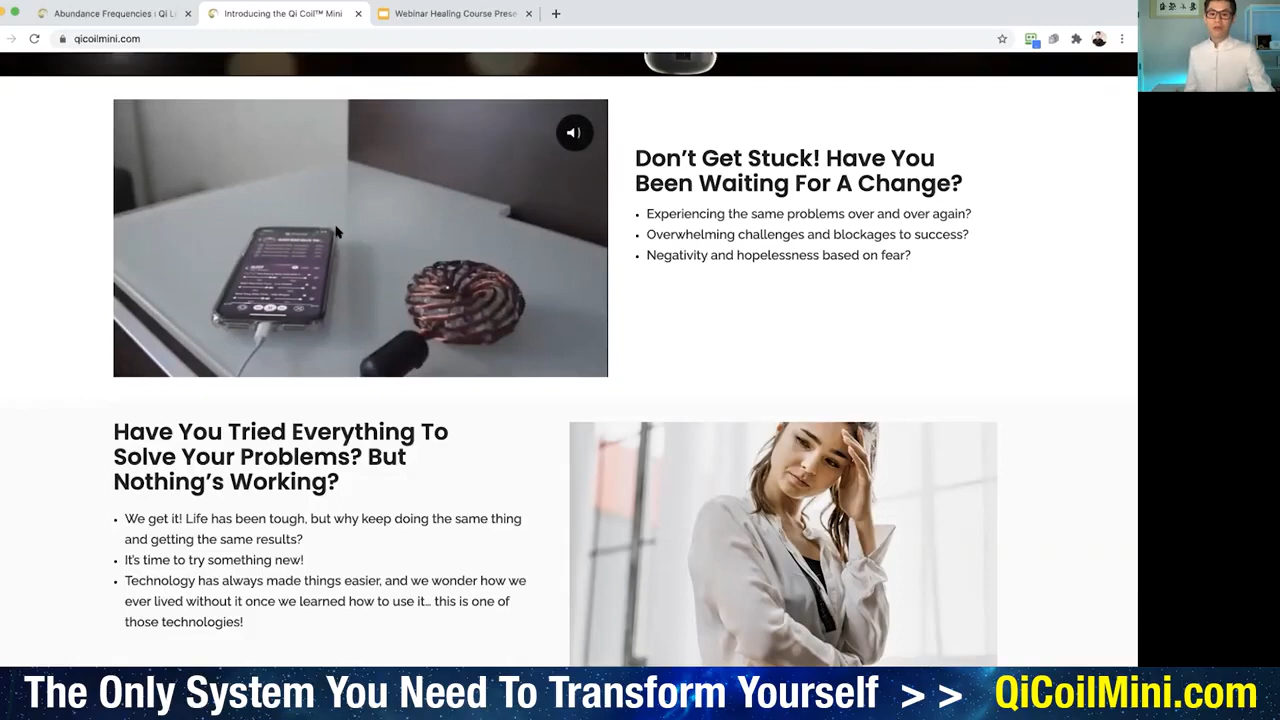 Abundance Frequencies | Qi L
Introducing the Qi Coil™ Mini
Webinar Healing Course Prese
qicoilmini.com
Don't Get Stuck! Have You
Been Waiting For A Change?
• Experiencing the same problems over and over again?
• Overwhelming challenges and blockages to success?
• Negativity and hopelessness based on fear?
Have You Tried Everything To
Solve Your Problems? But
Nothing's Working?
• We get it! Life has been tough, but why keep doing the same thing
and getting the same results?
• It's time to try something new!
• Technology has always made things easier, and we wonder how we
ever lived without it once we learned how to use it... this is one of
those technologies!
The Only System You Need To Transform Yourself > > QiCoilMini.com